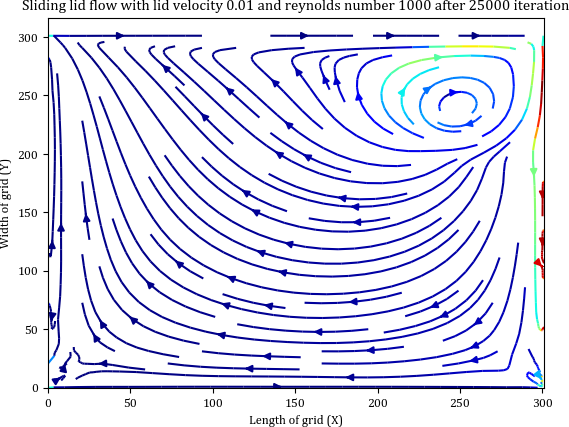 Sliding lid flow with lid velocity 0.01 and reynolds number 1000 after 25000 iteration
300
250
200
150
100
50
0
Width of grid (Y)
0 50 100 150 200 250 300
Length of grid (X)